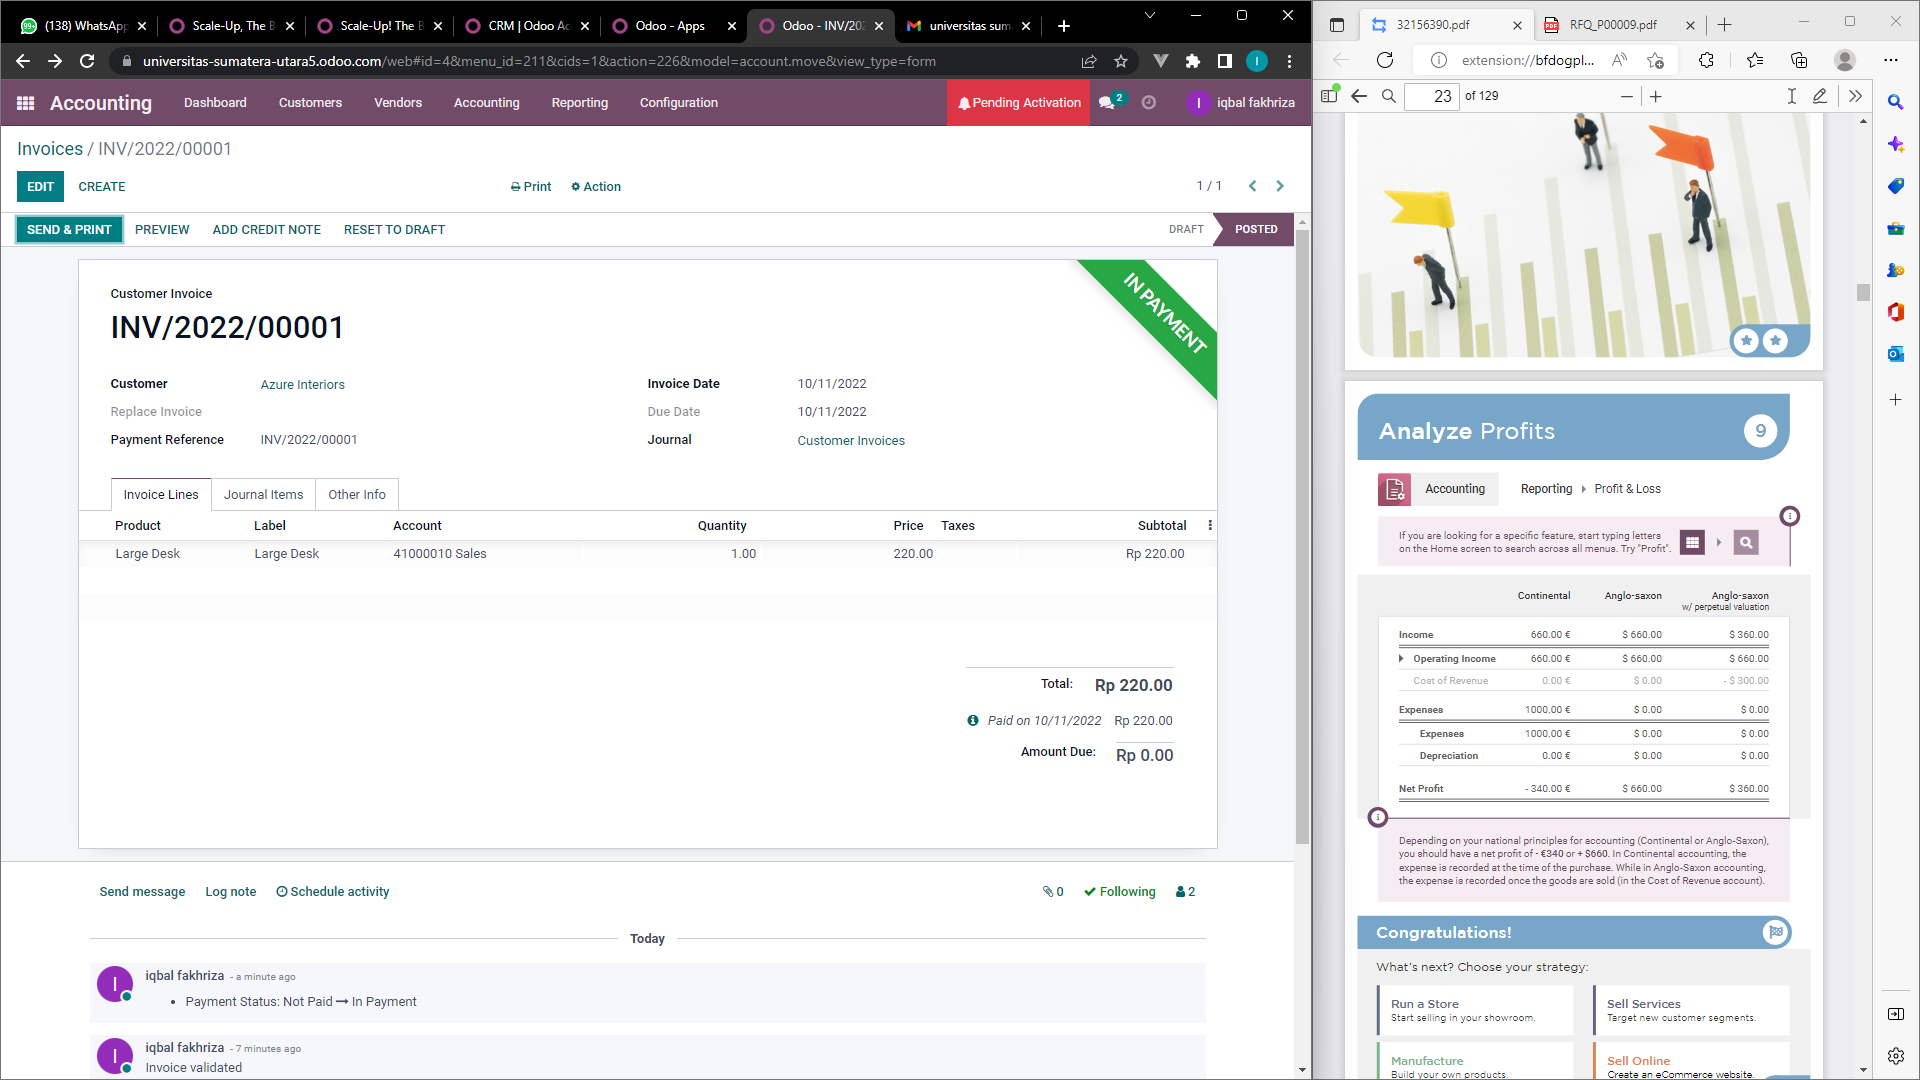 (138) WhatsApp
Scale-Up, The B
Scale-Up! The B
CRM | Odoo Ac
Odoo - Apps
Odoo - INV/202
universitas sum
universitas-sumatera-utara5.odoo.com/web#id=4&menu_id=211&cids=1&action=226&model=account.move&view_type=form
Accounting
Dashboard
Customers
Vendors
Accounting
Reporting
Configuration
Pending Activation
2
iqbal fakhriza
Invoices / INV/2022/00001
EDIT
CREATE
Print
Action
1 / 1
SEND & PRINT
PREVIEW
ADD CREDIT NOTE
RESET TO DRAFT
DRAFT
POSTED
IN PAYMENT
Customer Invoice
INV/2022/00001
Customer
Azure Interiors
Invoice Date
10/11/2022
Replace Invoice
Due Date
10/11/2022
Payment Reference
INV/2022/00001
Journal
Customer Invoices
Invoice Lines
Journal Items
Other Info
Product
Label
Account
Quantity
Price
Taxes
Subtotal
Large Desk
Large Desk
41000010 Sales
1.00
220.00
Rp 220.00
Total:
Rp 220.00
Paid on 10/11/2022
Rp 220.00
Amount Due:
Rp 0.00
Send message
Log note
Schedule activity
0
Following
2
Today
iqbal fakhriza - a minute ago
• Payment Status: Not Paid → In Payment
iqbal fakhriza - 7 minutes ago
Invoice validated
32156390.pdf
RFQ_P00009.pdf
extension://bfdogpl...
23
of 129
Analyze Profits
9
Accounting
Reporting
Profit & Loss
If you are looking for a specific feature, start typing letters
on the Home screen to search across all menus. Try "Profit".
Continental
Anglo-saxon
Anglo-saxon
w/ perpetual valuation
Income
660.00 €
$ 660.00
$ 360.00
Operating Income
660.00 €
$ 660.00
$ 660.00
Cost of Revenue
0.00 €
$ 0.00
- $ 300.00
Expenses
1000.00 €
$ 0.00
$ 0.00
Expenses
1000.00 €
$ 0.00
$ 0.00
Depreciation
0.00 €
$ 0.00
$ 0.00
Net Profit
- 340.00 €
$ 660.00
$ 360.00
Depending on your national principles for accounting (Continental or Anglo-Saxon),
you should have a net profit of - €340 or + $660. In Continental accounting, the
expense is recorded at the time of the purchase. While in Anglo-Saxon accounting,
the expense is recorded once the goods are sold (in the Cost of Revenue account).
Congratulations!
What's next? Choose your strategy:
Run a Store
Start selling in your showroom.
Sell Services
Target new customer segments.
Manufacture
Build your own products.
Sell Online
Create an eCommerce website.